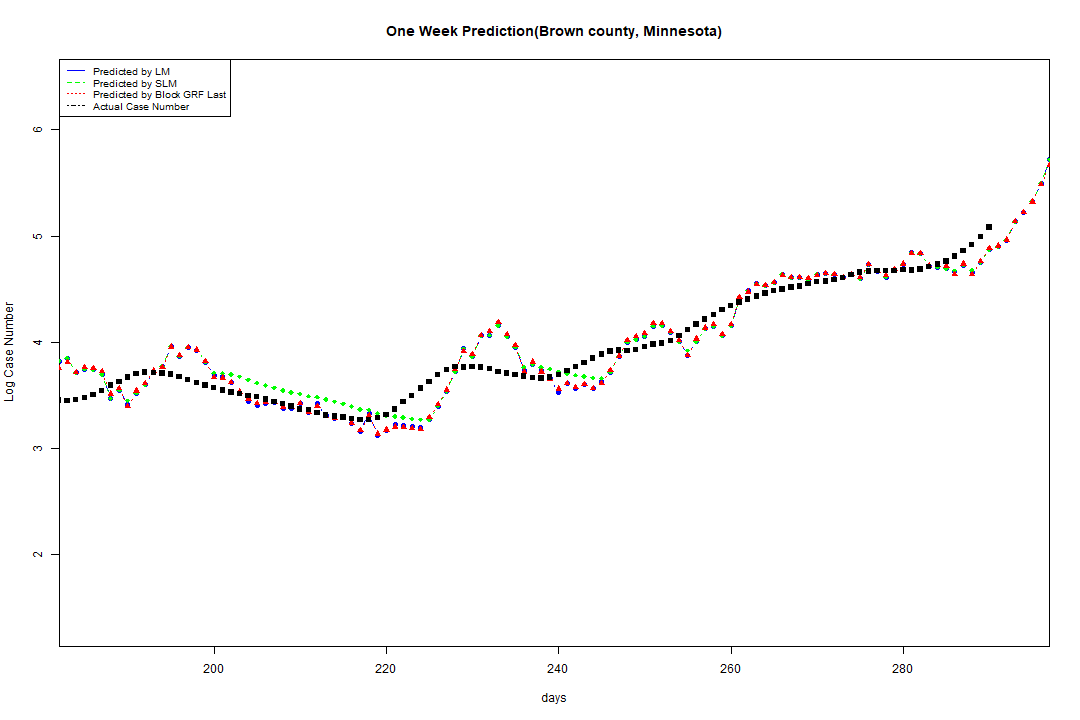 One Week Prediction(Brown county, Minnesota)
Predicted by LM
Predicted by SLM
Predicted by Block GRF Last
Actual Case Number
6
5
4
3
2
Log Case Number
200 220 240 260 280
days